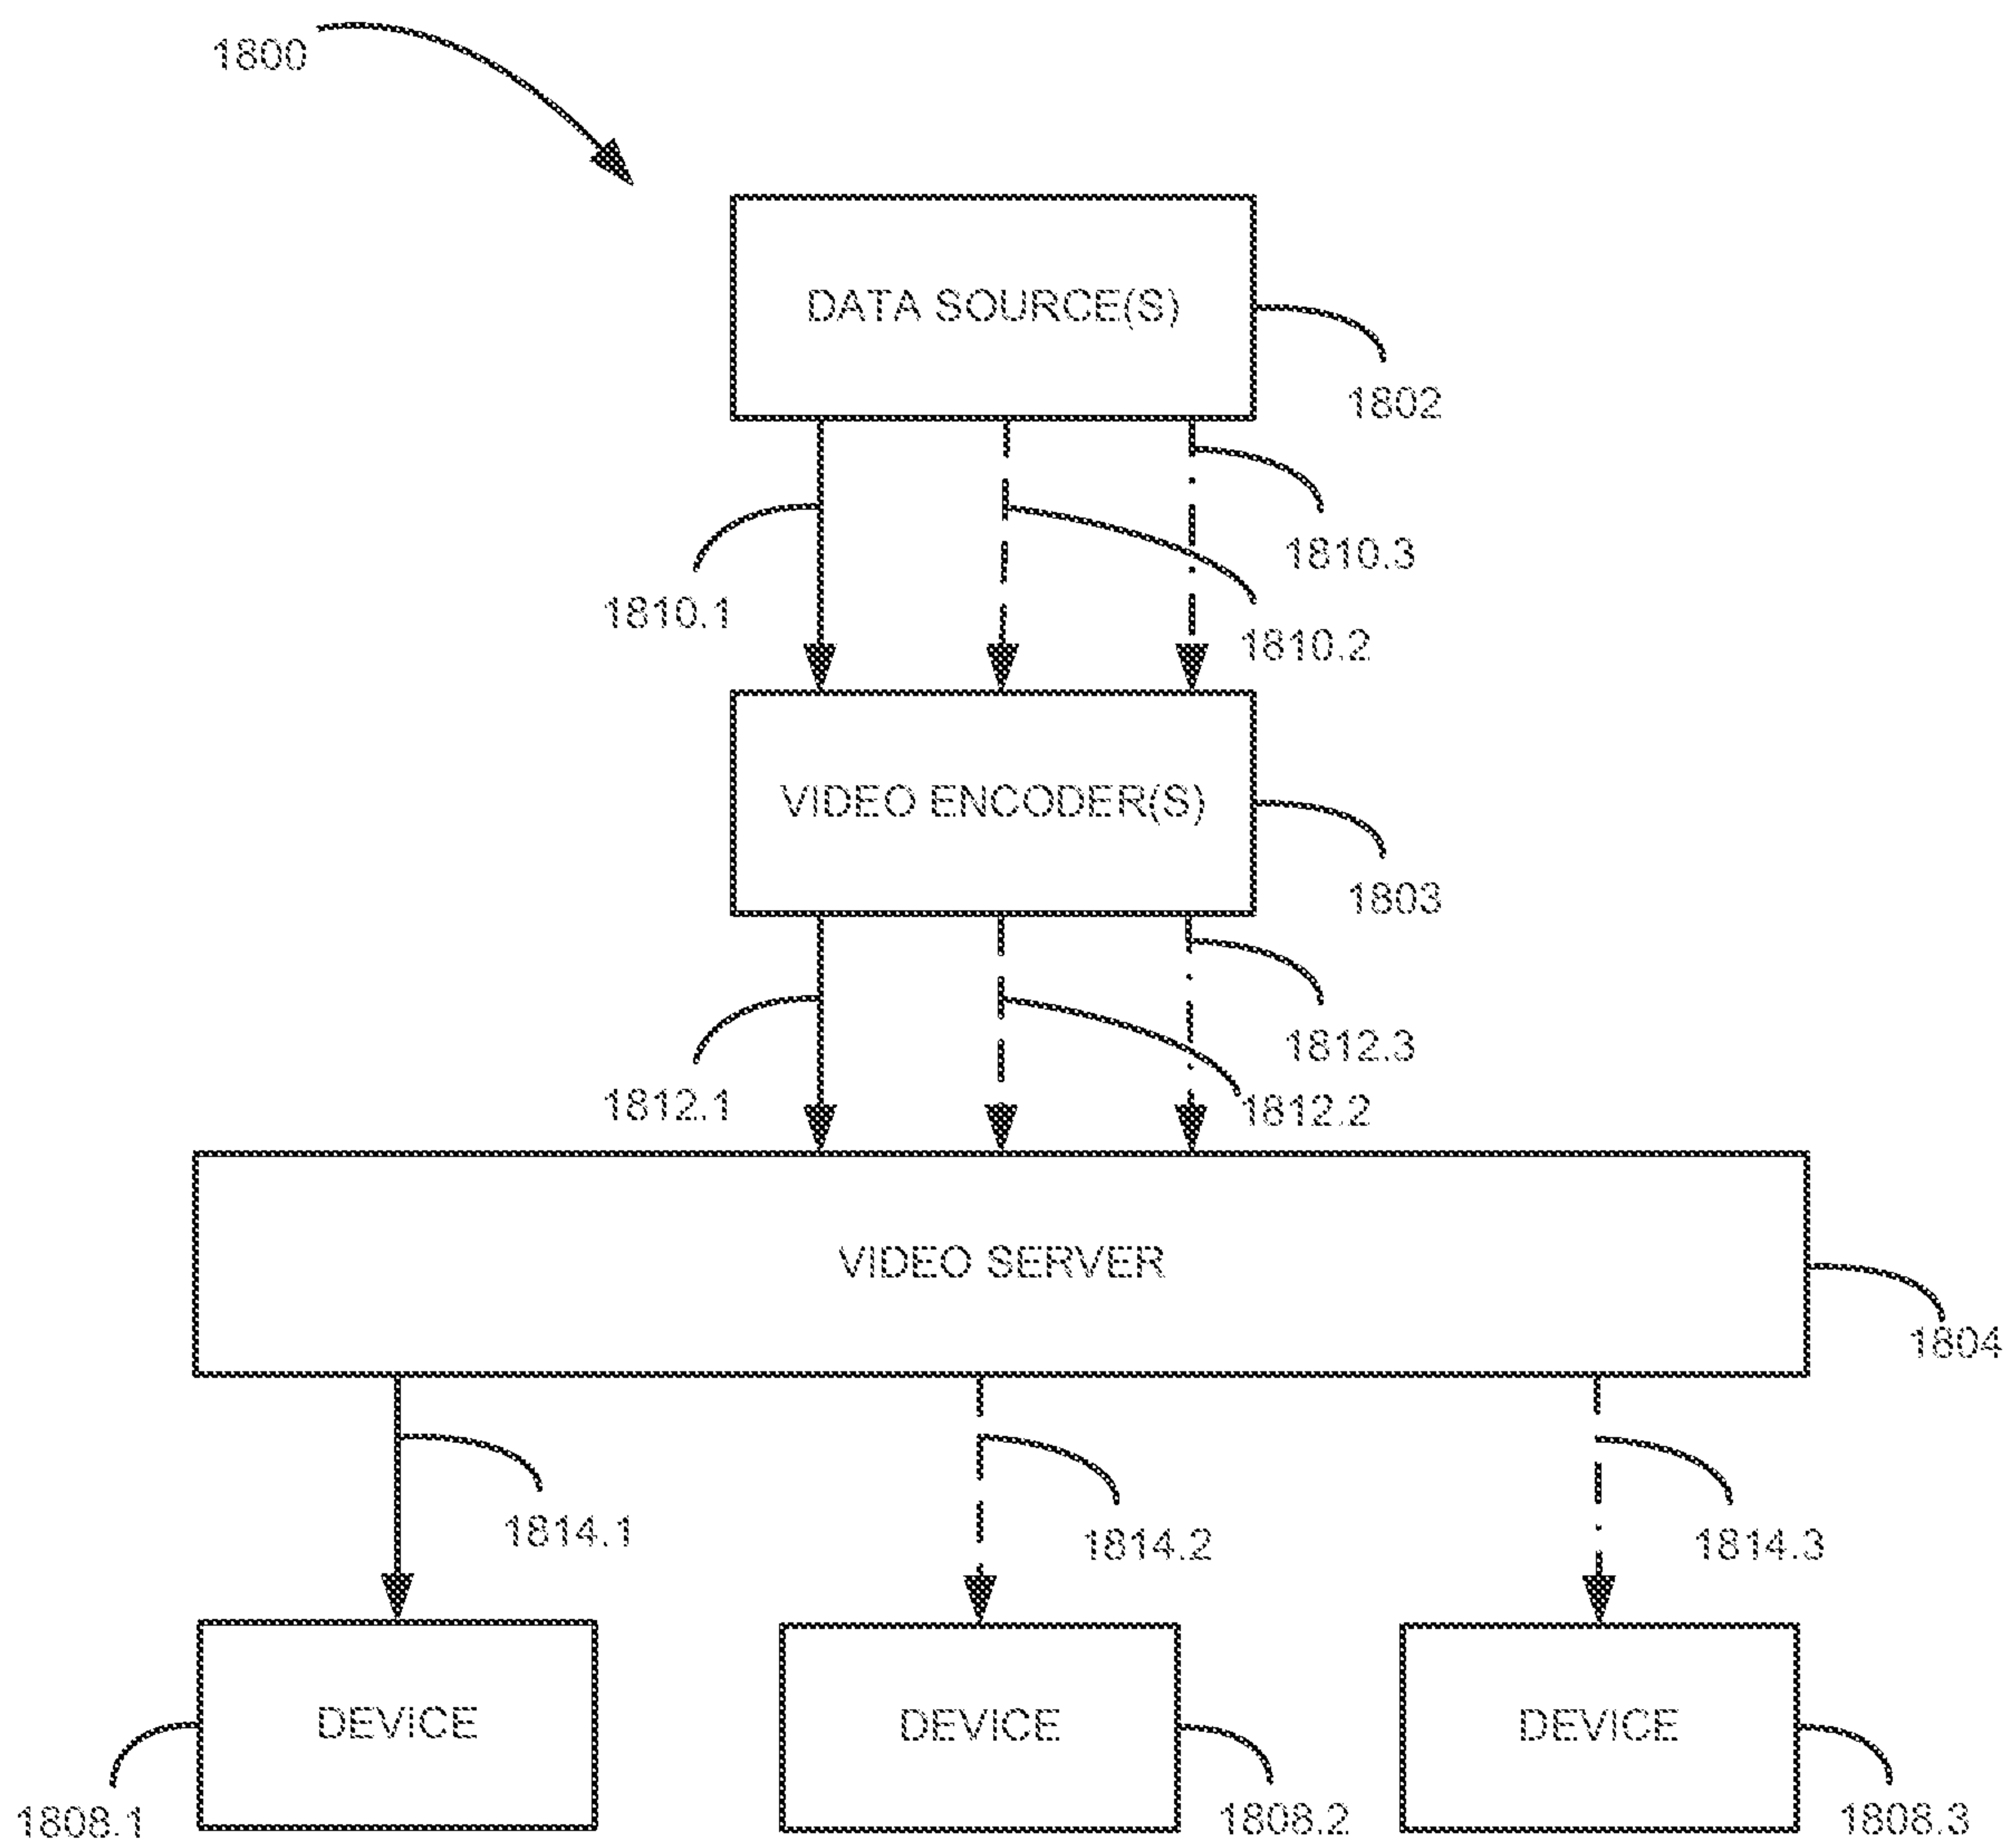 1800
DATA SOURCE(S)
1802
1810.3
1810.1
1810.2
VIDEO ENCODER(S)
1803
1812.3
1812.1
1812.2
VIDEO SERVER
1804
1814.1
1814.2
1814.3
DEVICE
DEVICE
DEVICE
1808.1
1808.2
1808.3